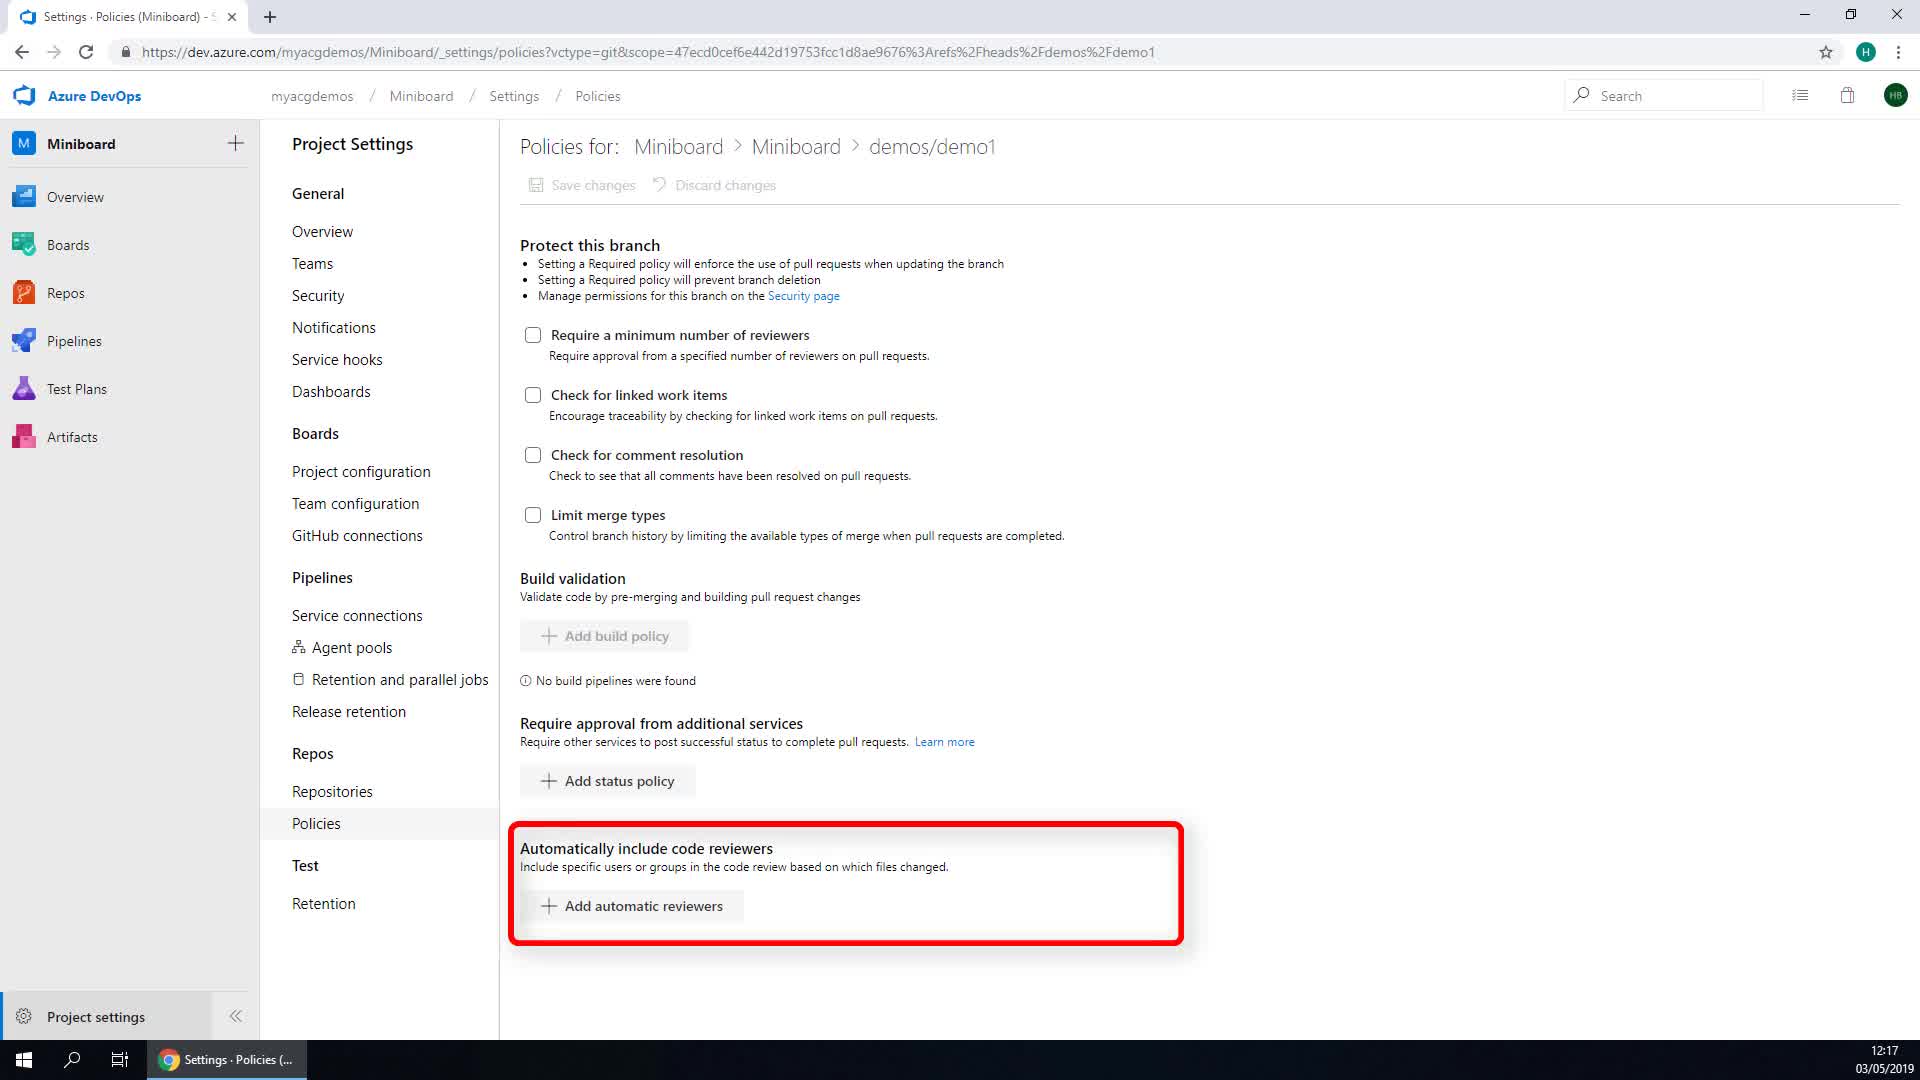 Settings · Policies (Miniboard) - S
https://dev.azure.com/myacgdemos/Miniboard/_settings/policies?vctype=git&scope=47ecd0cef6e442d19753fcc1d8ae9676%3Arefs%2Fheads%2Fdemos%2Fdemo1
H
Azure DevOps
myacgdemos / Miniboard / Settings / Policies
Search
HB
M Miniboard
Overview
Boards
Repos
Pipelines
Test Plans
Artifacts
Project settings
Project Settings
General
Overview
Teams
Security
Notifications
Service hooks
Dashboards
Boards
Project configuration
Team configuration
GitHub connections
Pipelines
Service connections
Agent pools
Retention and parallel jobs
Release retention
Repos
Repositories
Policies
Test
Retention
Policies for: Miniboard > Miniboard > demos/demo1
Save changes Discard changes
Protect this branch
• Setting a Required policy will enforce the use of pull requests when updating the branch
• Setting a Required policy will prevent branch deletion
• Manage permissions for this branch on the Security page
Require a minimum number of reviewers
Require approval from a specified number of reviewers on pull requests.
Check for linked work items
Encourage traceability by checking for linked work items on pull requests.
Check for comment resolution
Check to see that all comments have been resolved on pull requests.
Limit merge types
Control branch history by limiting the available types of merge when pull requests are completed.
Build validation
Validate code by pre-merging and building pull request changes
+ Add build policy
No build pipelines were found
Require approval from additional services
Require other services to post successful status to complete pull requests. Learn more
+ Add status policy
Automatically include code reviewers
Include specific users or groups in the code review based on which files changed.
+ Add automatic reviewers
Settings · Policies (...
12:17
03/05/2019